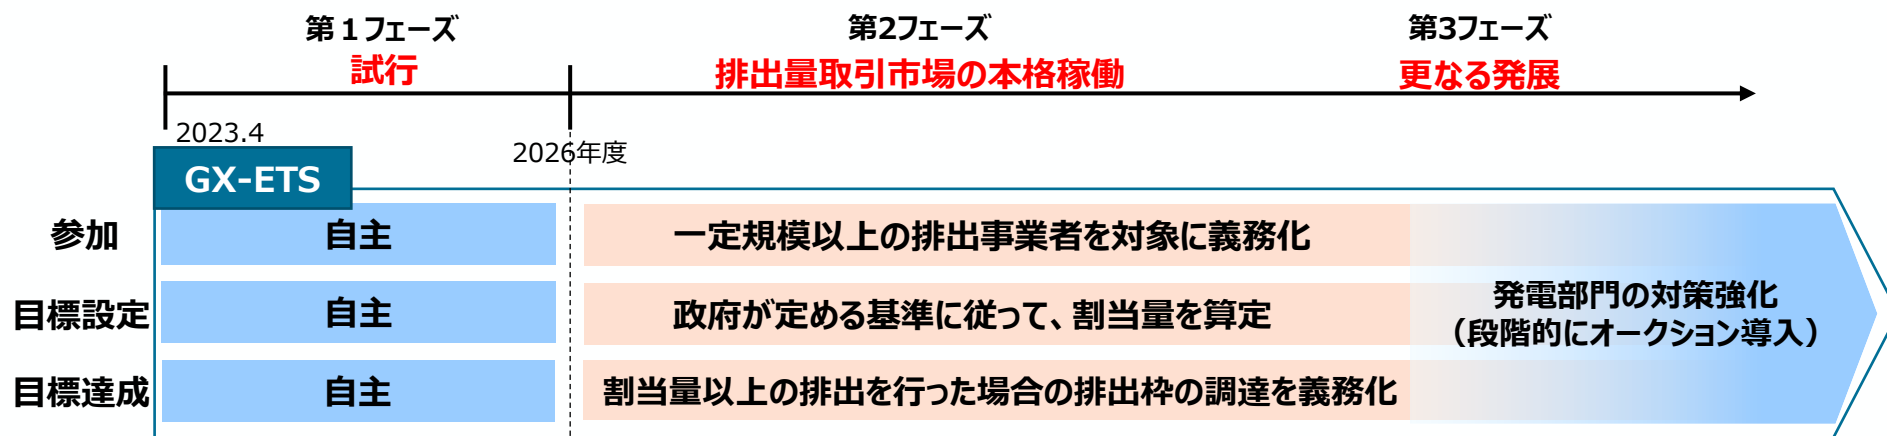 第１フェーズ
試行
第2フェーズ
排出量取引市場の本格稼働
第3フェーズ
更なる発展
2023.4
2026年度
GX-ETS
参加
自主
一定規模以上の排出事業者を対象に義務化
目標設定
自主
政府が定める基準に従って、割当量を算定
発電部門の対策強化
（段階的にオークション導入）
目標達成
自主
割当量以上の排出を行った場合の排出枠の調達を義務化